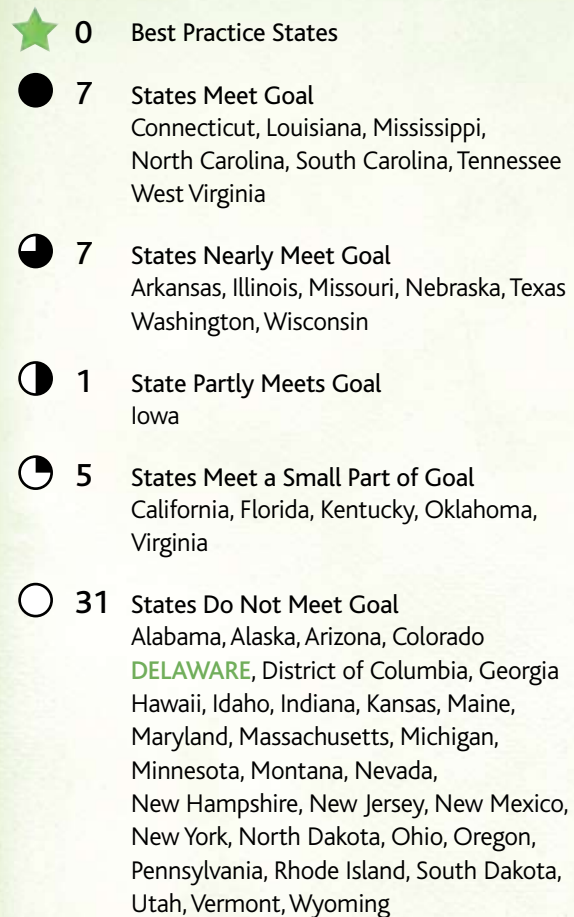 0 Best Practice States
7 States Meet Goal
Connecticut, Louisiana, Mississippi,
North Carolina, South Carolina, Tennessee
West Virginia
7 States Nearly Meet Goal
Arkansas, Illinois, Missouri, Nebraska, Texas
Washington, Wisconsin
1 State Partly Meets Goal
Iowa
5 States Meet a Small Part of Goal
California, Florida, Kentucky, Oklahoma,
Virginia
31 States Do Not Meet Goal
Alabama, Alaska, Arizona, Colorado
DELAWARE, District of Columbia, Georgia
Hawaii, Idaho, Indiana, Kansas, Maine,
Maryland, Massachusetts, Michigan,
Minnesota, Montana, Nevada,
New Hampshire, New Jersey, New Mexico,
New York, North Dakota, Ohio, Oregon,
Pennsylvania, Rhode Island, South Dakota,
Utah, Vermont, Wyoming